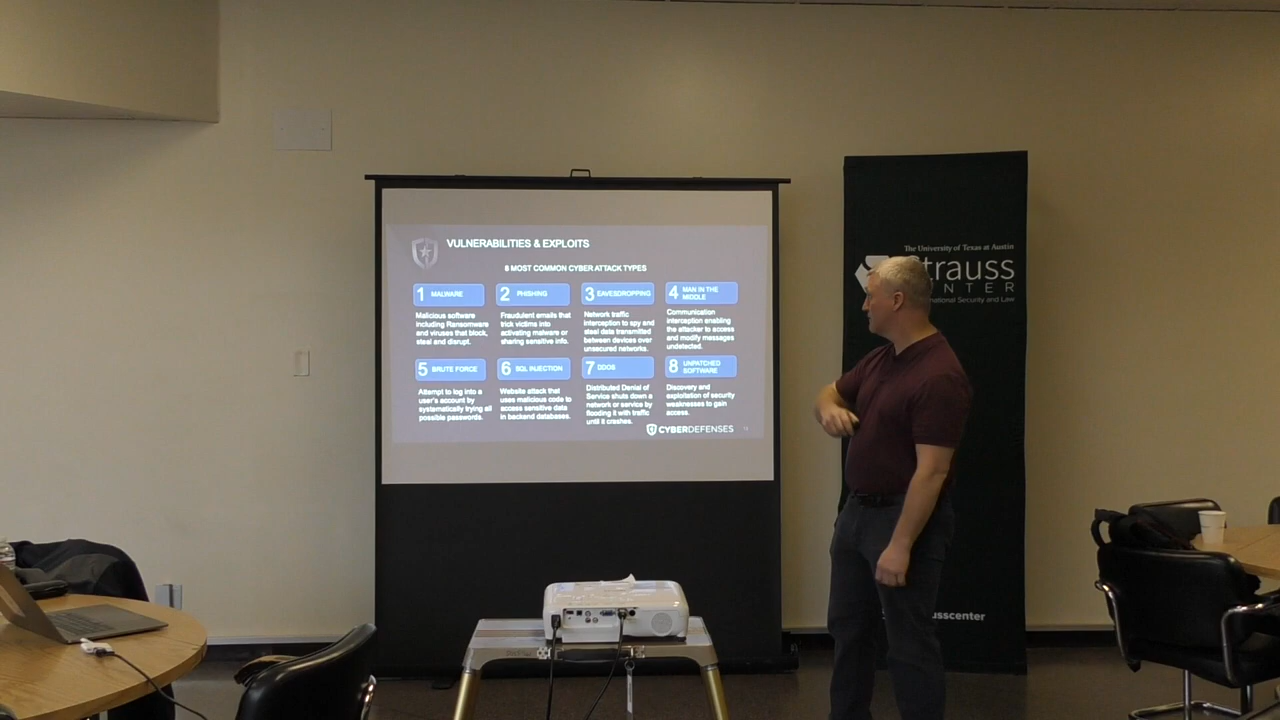 VULNERABILITIES & EXPLOITS
8 MOST COMMON CYBER ATTACK TYPES
1 MALWARE
Malicious software
including Ransomware
and viruses that block,
steal and disrupt.
2 PHISHING
Fraudulent emails that
trick victims into
activating malware or
sharing sensitive info.
3 EAVESDROPPING
Network traffic
interception to spy and
steal data transmitted
between devices over
unsecured networks.
4 MAN IN THE
MIDDLE
Communication
interception enabling
the attacker to access
and modify messages
undetected.
5 BRUTE FORCE
Attempt to log into a
user's account by
systematically trying all
possible passwords.
6 SQL INJECTION
Website attack that
uses malicious code to
access sensitive data
in backend databases.
7 DDOS
Distributed Denial of
Service shuts down a
network or service by
flooding it with traffic
until it crashes.
8 UNPATCHED
SOFTWARE
Discovery and
exploitation of security
weaknesses to gain
access.
CYBERDEFENSES
The University of Texas at Austin
Strauss
CENTER
national Security and Law
usscenter